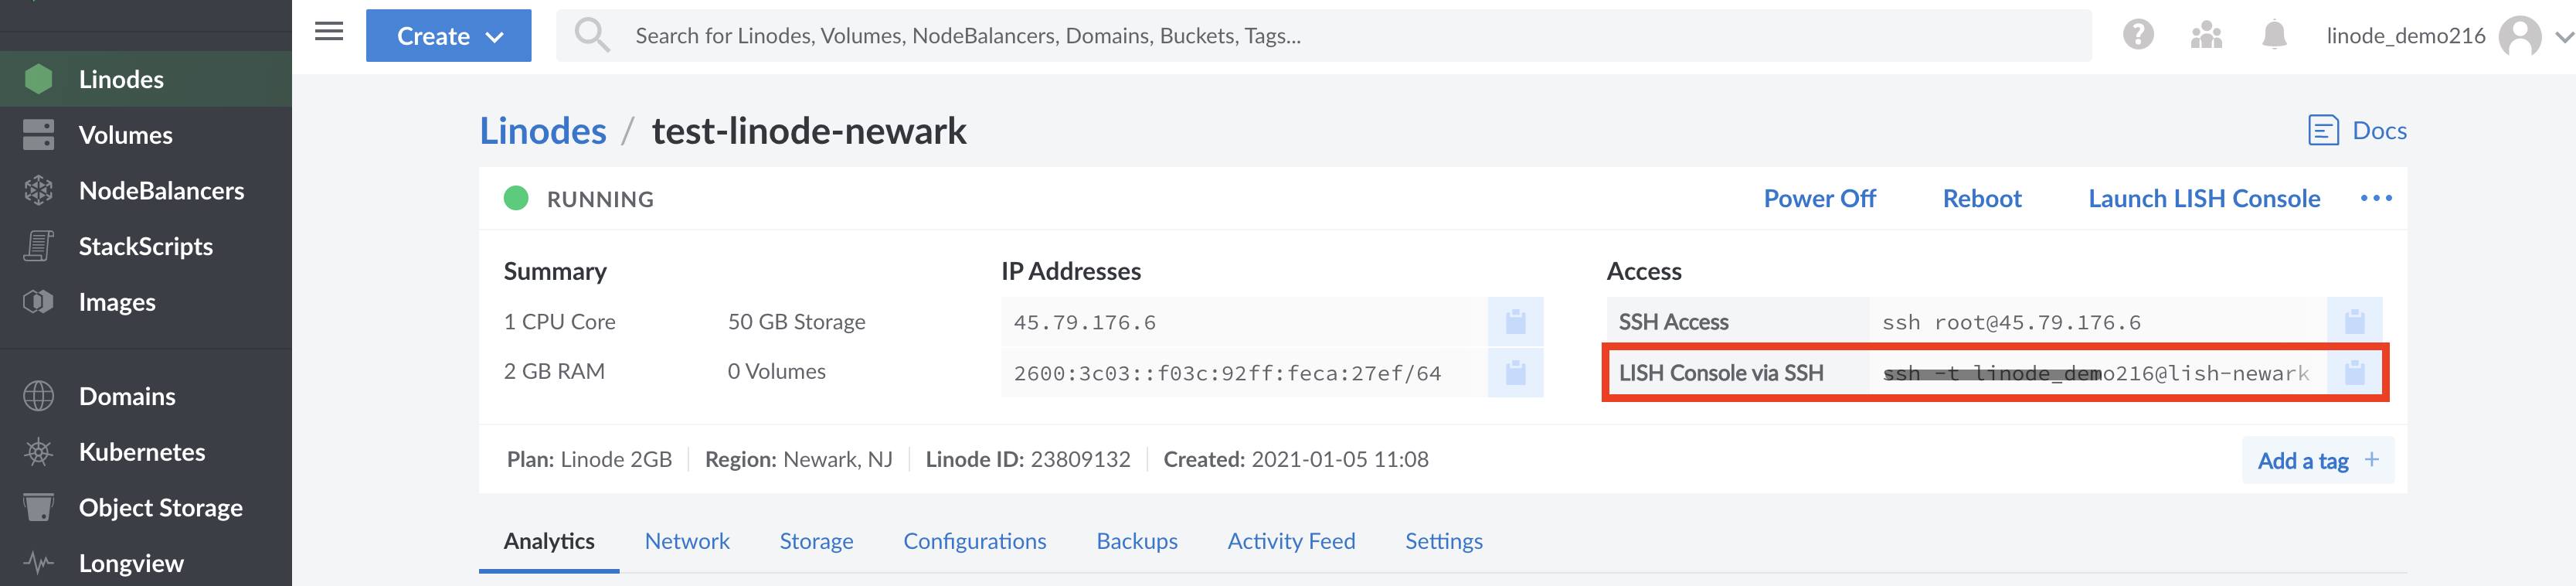 Create
Search for Linodes, Volumes, NodeBalancers, Domains, Buckets, Tags...
linode_demo216
Linodes
Volumes
NodeBalancers
StackScripts
Images
Domains
Kubernetes
Object Storage
Longview
Linodes / test-linode-newark
Docs
RUNNING
Power Off
Reboot
Launch LISH Console
Summary
1 CPU Core
50 GB Storage
2 GB RAM
0 Volumes
IP Addresses
45.79.176.6
2600:3c03::f03c:92ff:feca:27ef/64
Access
SSH Access
ssh root@45.79.176.6
LISH Console via SSH
ssh -t linode_demo216@lish-newark
Plan: Linode 2GB
Region: Newark, NJ
Linode ID: 23809132
Created: 2021-01-05 11:08
Add a tag +
Analytics
Network
Storage
Configurations
Backups
Activity Feed
Settings